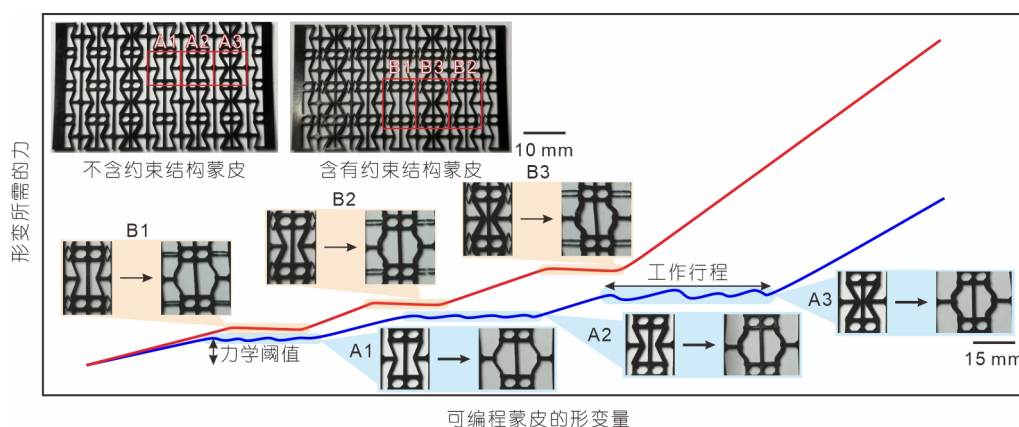 A1 A2 A3
B1 B3 B2
10 mm
不含约束结构蒙皮
含有约束结构蒙皮
B3
B2
B1
形变所需的力
工作行程
A3
力学阈值
A1
A2
15 mm
可编程蒙皮的形变量